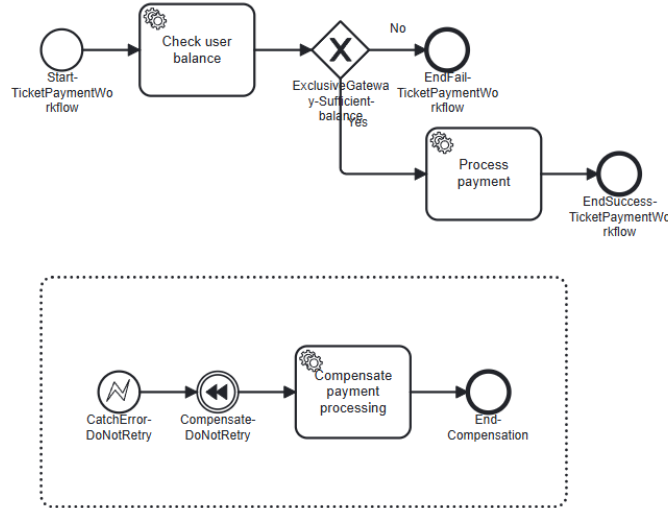 Check user
balance
No
Start-
TicketPaymentWo
rkflow
ExclusiveGatewa
y-Sufficient-
balance
Yes
EndFail-
TicketPaymentWo
rkflow
Process
payment
EndSuccess-
TicketPaymentWo
rkflow
Compensate
payment
processing
CatchError-
DoNotRetry
Compensate-
DoNotRetry
End-
Compensation